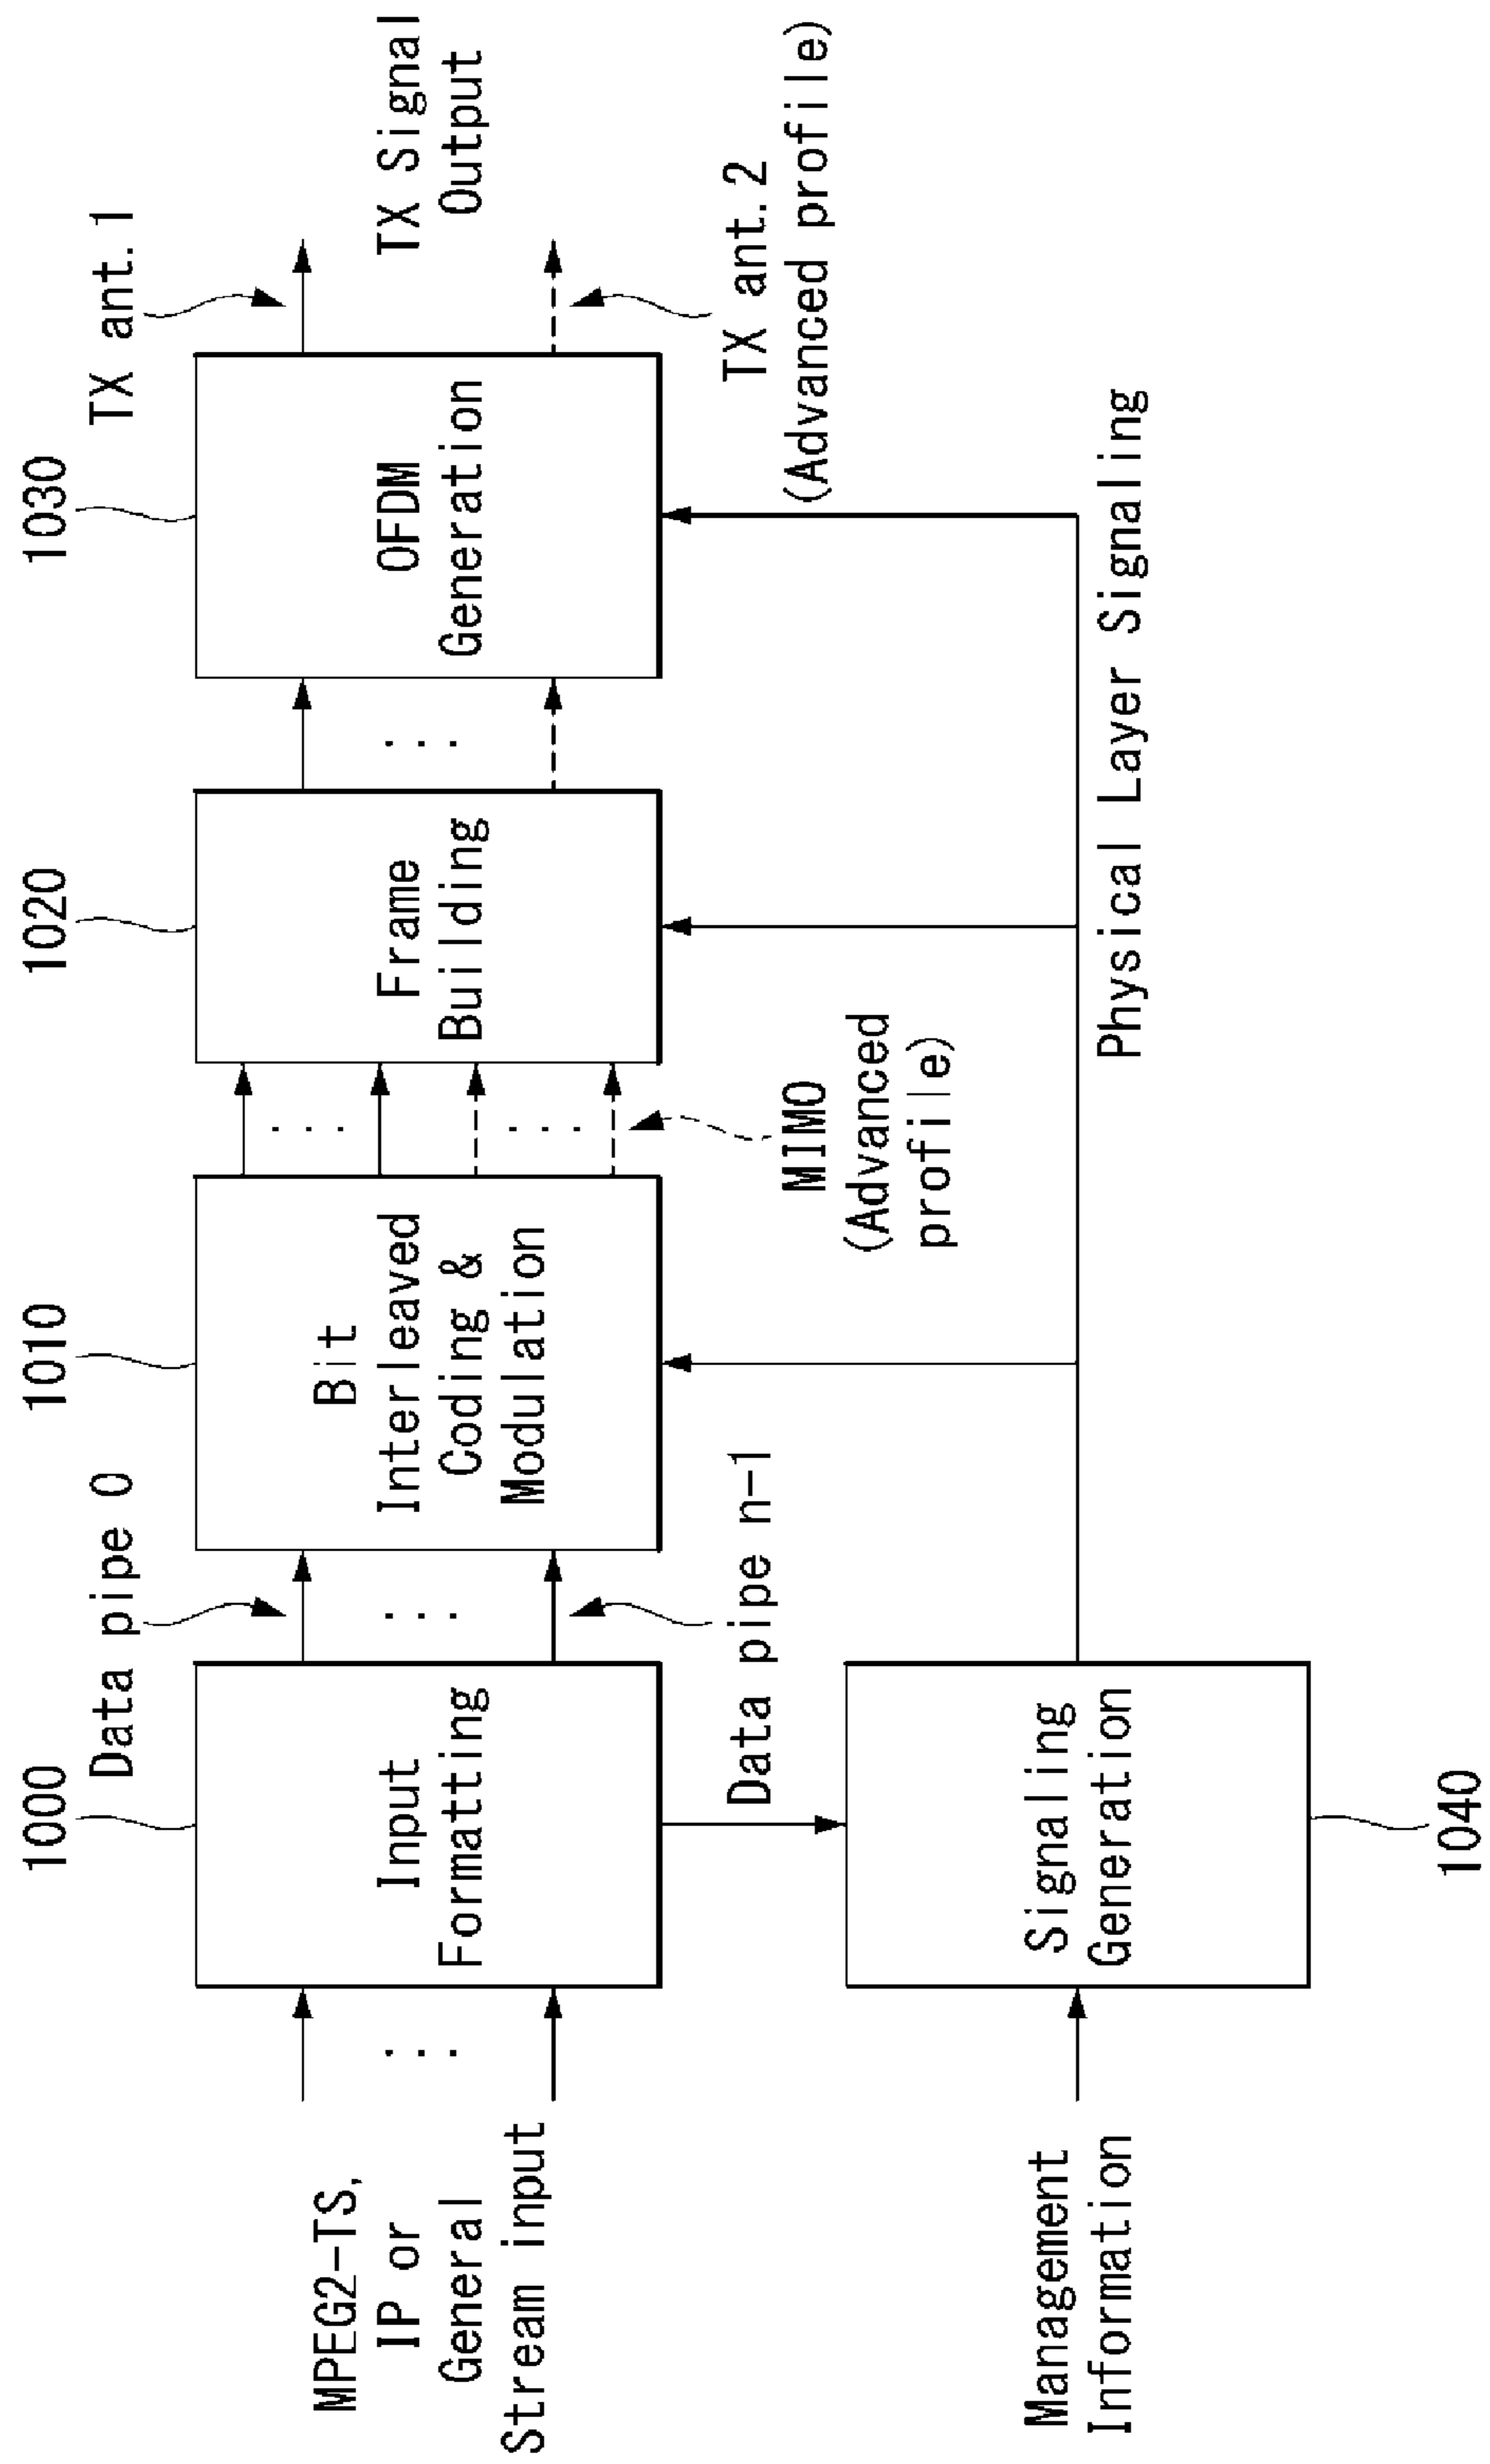 1000
1010
1020
1030
Data pipe 0
TX ant.1
MPEG2-TS,
IP or
General
Stream input
Input
Formatting
Bit
Interleaved
Coding &
Modulation
Frame
Building
OFDM
Generation
TX Signal
Output
Data pipe n-1
MIMO
(Advanced
profile)
TX ant.2
(Advanced profile)
Management
Information
Signaling
Generation
Physical Layer Signaling
1040